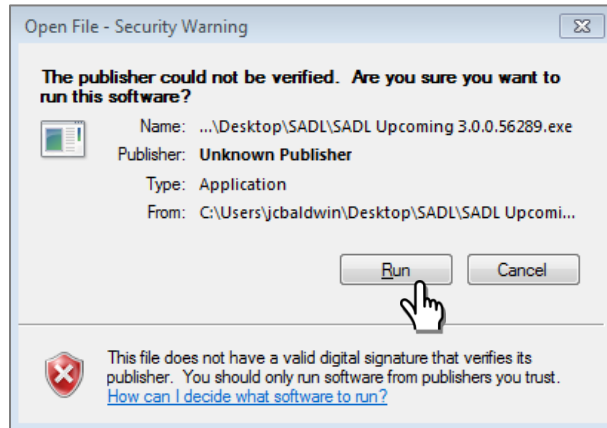 Open File - Security Warning
The publisher could not be verified. Are you sure you want to
run this software?
Name: ...\Desktop\SADL\SADL Upcoming 3.0.0.56289.exe
Publisher: Unknown Publisher
Type: Application
From: C:\Users\jcbaldwin\Desktop\SADL\SADL Upcomi...
Run Cancel
This file does not have a valid digital signature that verifies its
publisher. You should only run software from publishers you trust.
How can I decide what software to run?